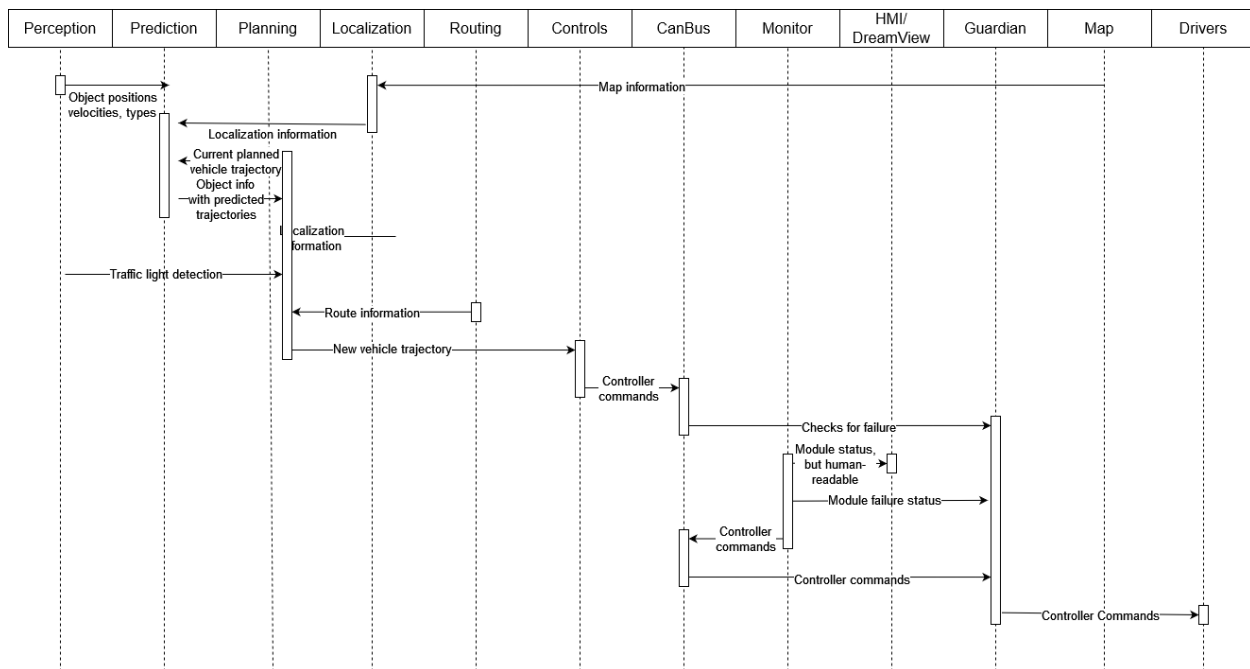 Perception
Prediction
Planning
Localization
Routing
Controls
CanBus
Monitor
HMI/
DreamView
Guardian
Map
Drivers
Object positions
velocities, types
Map information
Localization information
Current planned
vehicle trajectory
Object info
with predicted
trajectories
Traffic light detection
Route information
New vehicle trajectory
Controller
commands
Checks for failure
Module status,
but human-
readable
Module failure status
Controller
commands
Controller commands
Controller Commands